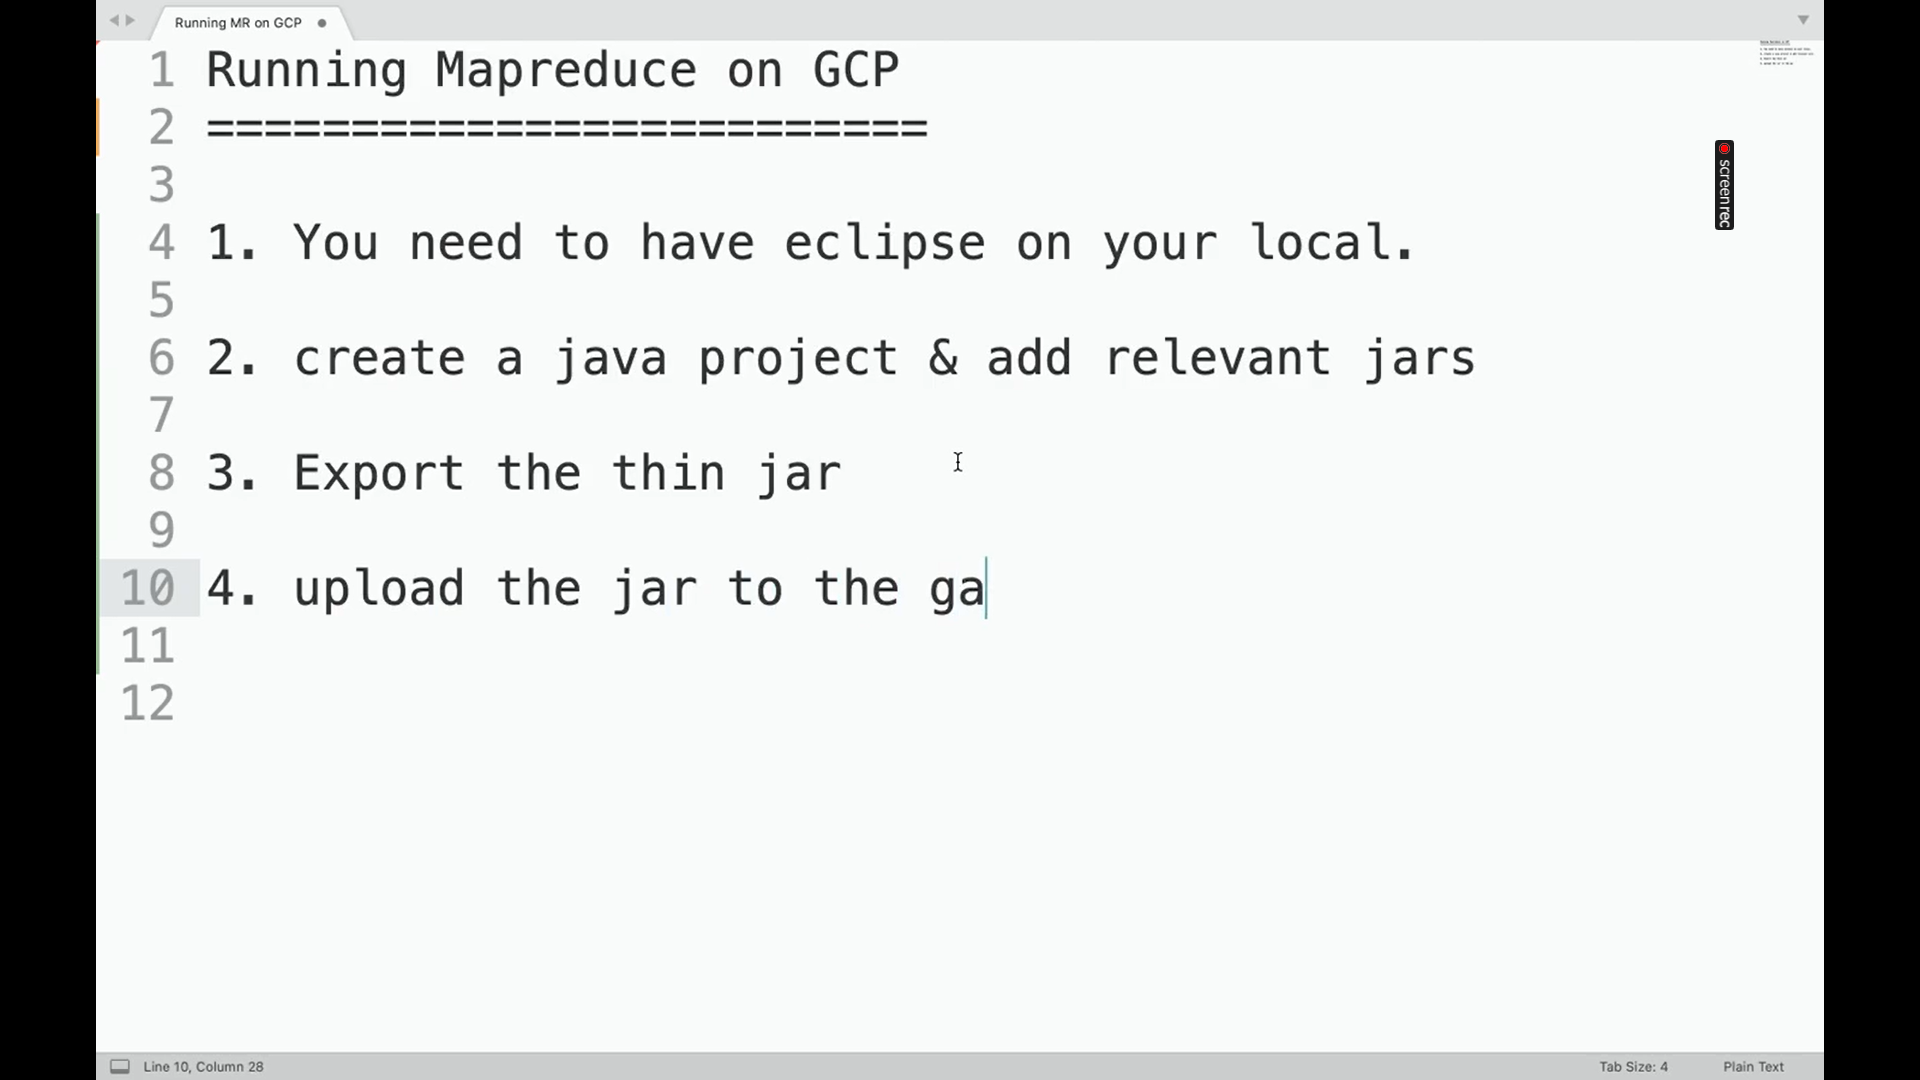 Running MR on GCP
1 Running Mapreduce on GCP
2 =========================
3
4 1. You need to have eclipse on your local.
5
6 2. create a java project & add relevant jars
7
8 3. Export the thin jar
9
10 4. upload the jar to the ga
11
12
screenrec
Line 10, Column 28
Tab Size: 4
Plain Text